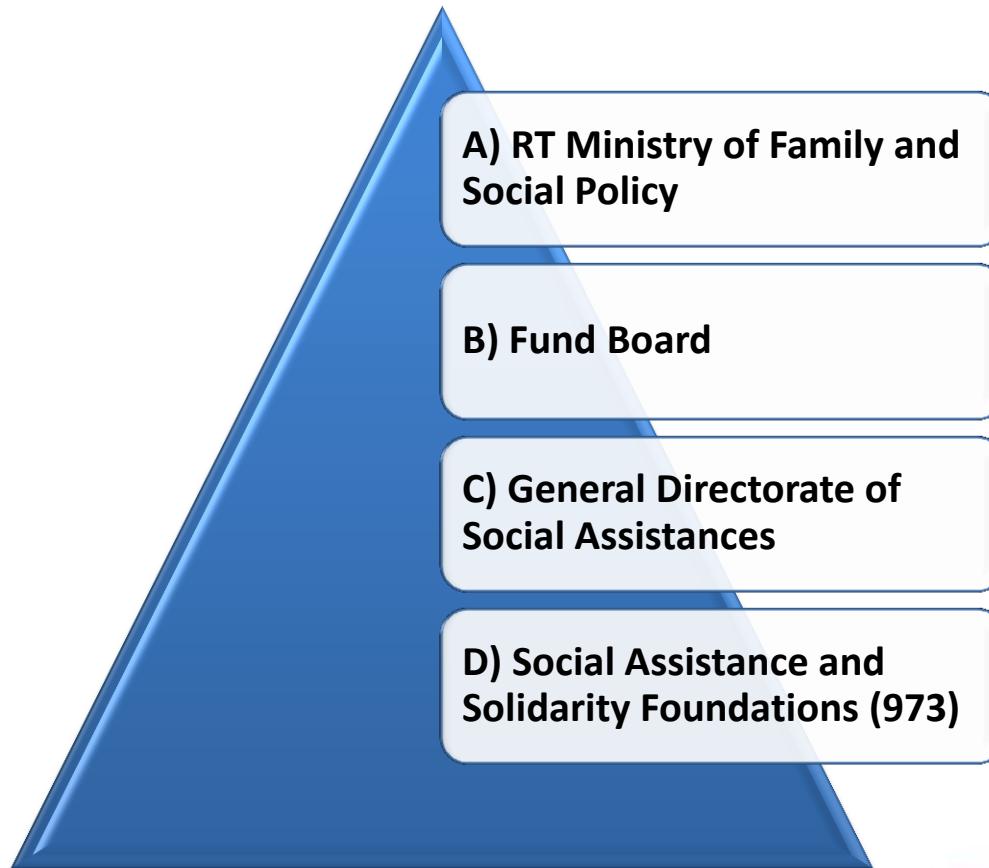 A) RT Ministry of Family and
Social Policy
B) Fund Board
C) General Directorate of
Social Assistances
D) Social Assistance and
Solidarity Foundations (973)